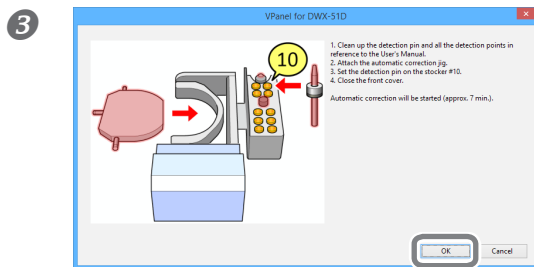 3
VPanel for DWX-51D
10
1. Clean up the detection pin and all the detection points in
reference to the User's Manual.
2. Attach the automatic correction jig.
3. Set the detection pin on the stocker #10.
4. Close the front cover.
Automatic correction will be started (approx. 7 min.).
OK Cancel